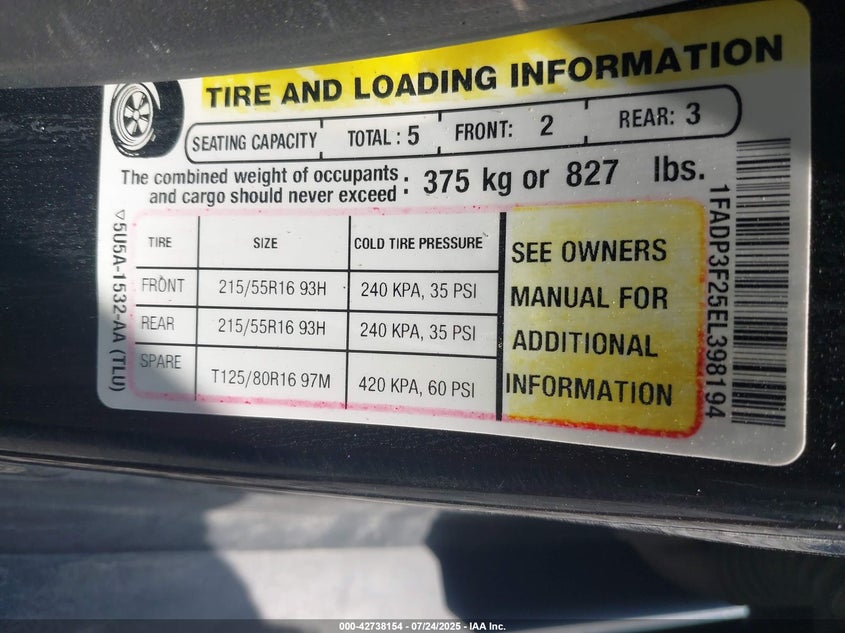 TIRE AND LOADING INFORMATION
SEATING CAPACITY TOTAL : 5 FRONT: 2 REAR: 3
The combined weight of occupants
and cargo should never exceed : 375 kg or 827 lbs.
TIRE SIZE COLD TIRE PRESSURE
FRONT 215/55R16 93H 240 KPA, 35 PSI
REAR 215/55R16 93H 240 KPA, 35 PSI
SPARE T125/80R16 97M 420 KPA, 60 PSI
SEE OWNERS
MANUAL FOR
ADDITIONAL
INFORMATION
5U5A-1532-AA (TLU)
1FADP3F25EL398194
000-42738154 - 07/24/2025 - IAA Inc.